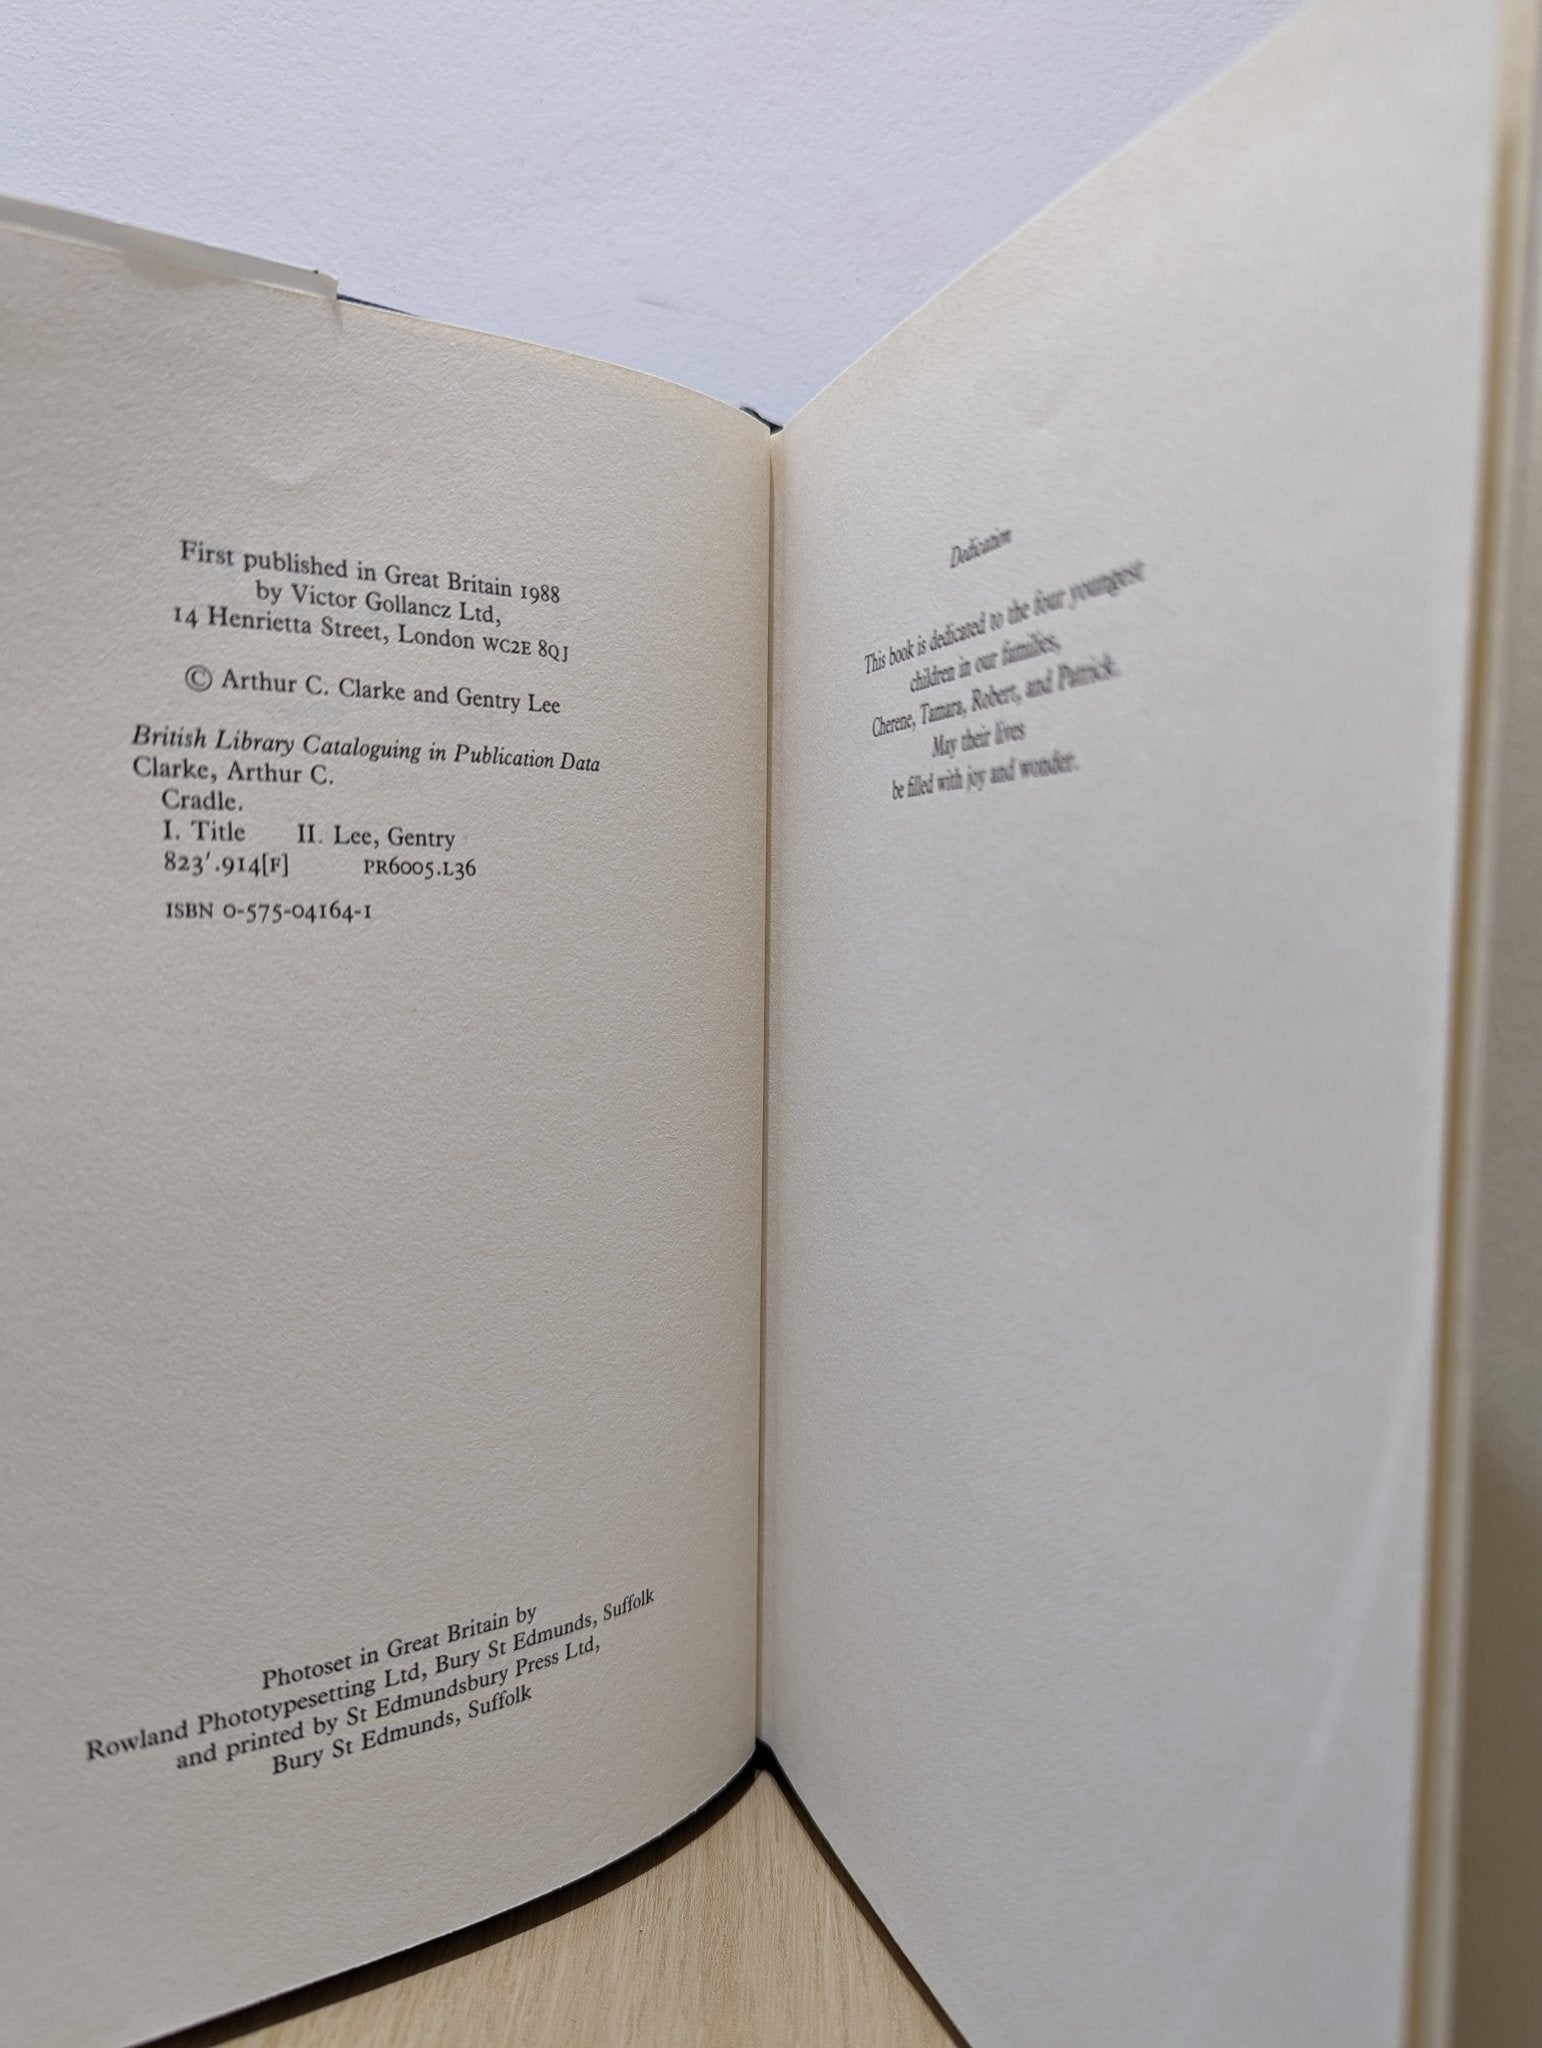 First published in Great Britain 1988
by Victor Gollancz Ltd,
14 Henrietta Street, London WC2E 8QJ
© Arthur C. Clarke and Gentry Lee
British Library Cataloguing in Publication Data
Clarke, Arthur C.
Cradle.
I. Title II. Lee, Gentry
823'.914[F] PR6005.L36
ISBN 0-575-04164-1
Photoset in Great Britain by
Rowland Phototypesetting Ltd, Bury St Edmunds, Suffolk
and printed by St Edmundsbury Press Ltd,
Bury St Edmunds, Suffolk
Dedication
This book is dedicated to the four youngest
children in our families,
Cherene, Tamara, Robert, and Patrick.
May their lives
be filled with joy and wonder.